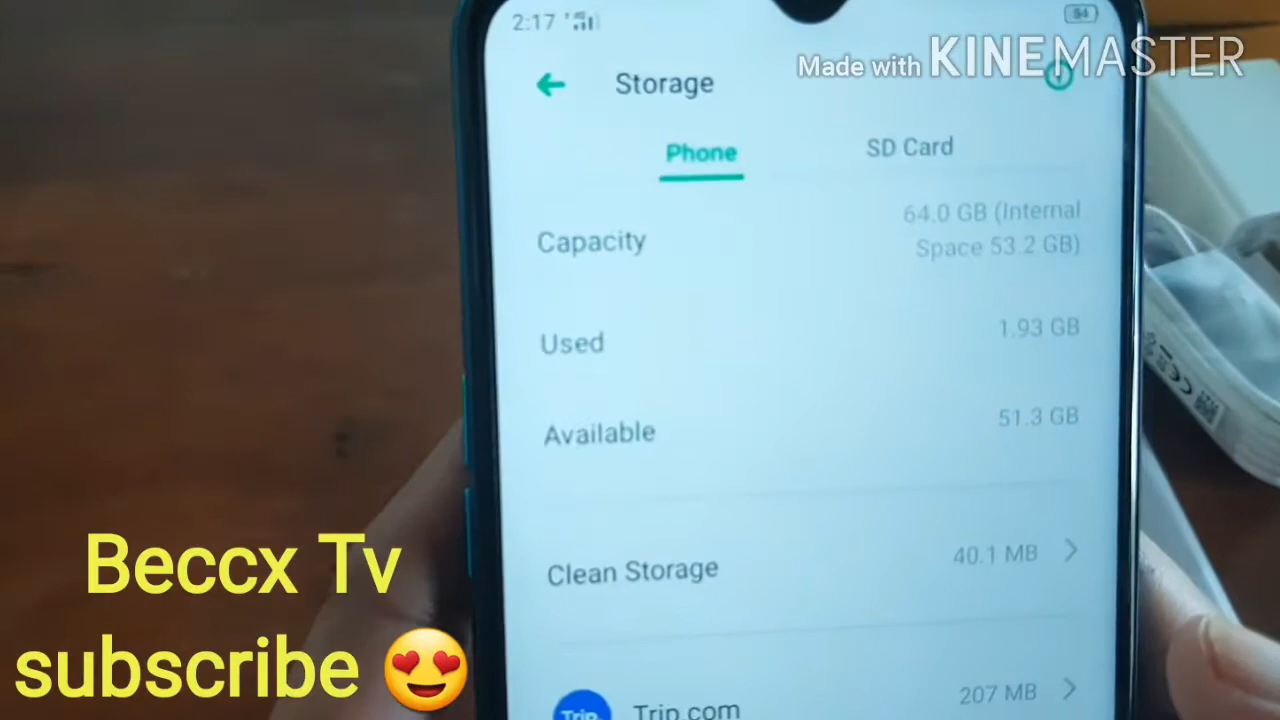 2:17
54
Made with KINEMASTER
Storage
Phone
SD Card
64.0 GB (Internal
Capacity
Space 53.2 GB)
Used
1.93 GB
Available
51.3 GB
Clean Storage
40.1 MB
Trip.com
207 MB
Trip
Beccx Tv
subscribe 😍